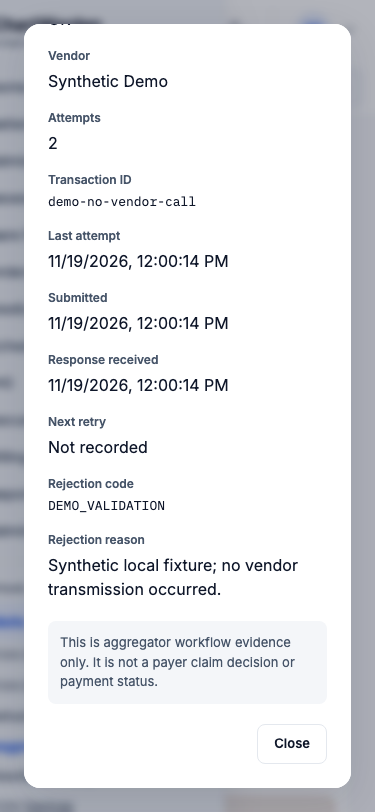 Vendor
Synthetic Demo
Attempts
2
Transaction ID
demo-no-vendor-call
Last attempt
11/19/2026, 12:00:14 PM
Submitted
11/19/2026, 12:00:14 PM
Response received
11/19/2026, 12:00:14 PM
Next retry
Not recorded
Rejection code
DEMO_VALIDATION
Rejection reason
Synthetic local fixture; no vendor
transmission occurred.
This is aggregator workflow evidence
only. It is not a payer claim decision or
payment status.
Close